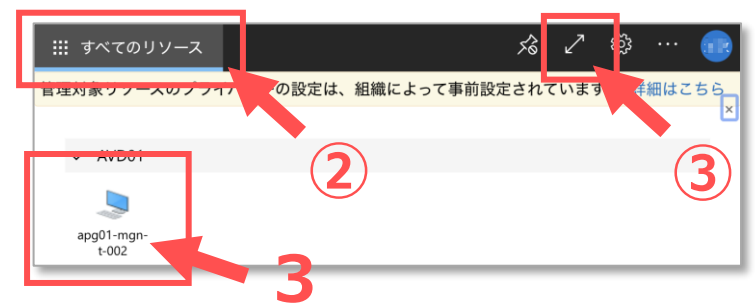 すべてのリソース
管理対象リソースのプライバ の設定は、組織によって事前設定されています 詳細はこちら
AVD01
②
③
apg01-mgn-
t-002
3